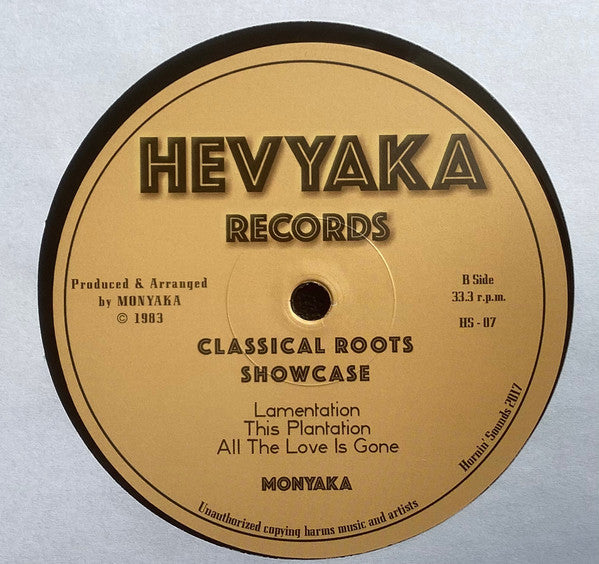 HEVYAKA
RECORDS
Produced & Arranged
by MONYAKA
© 1983
B Side
33.3 r.p.m.
HS - 07
CLASSICAL ROOTS
SHOWCASE
Lamentation
This Plantation
All The Love Is Gone
MONYAKA
Hornin' Sounds 2017
Unauthorized copying harms music and artists